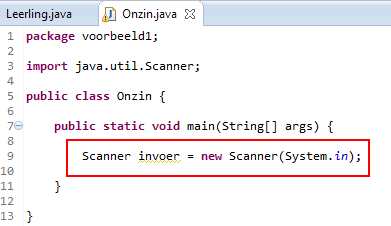 Leerling.java Onzin.java
1 package voorbeeld1;
2
3 import java.util.Scanner;
4
5 public class Onzin {
6
7 public static void main(String[] args) {
8
9 Scanner invoer = new Scanner(System.in);
10
11 }
12
13 }